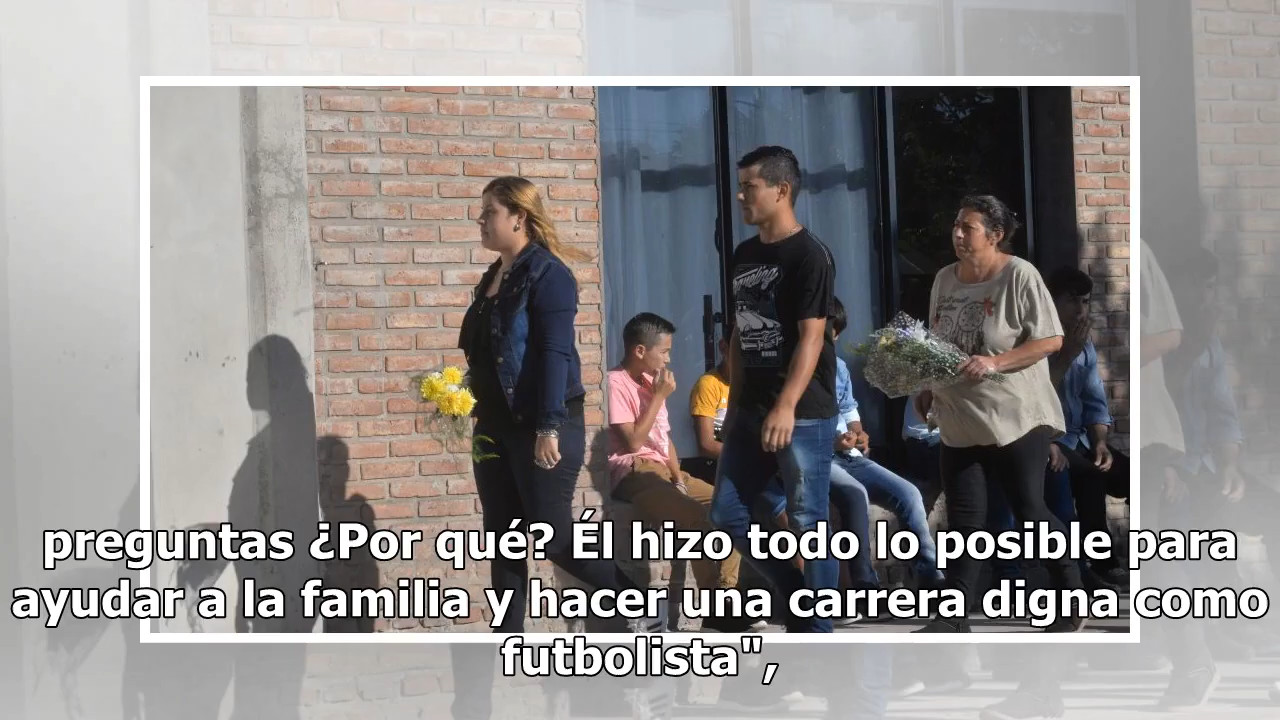 preguntas ¿Por qué? Él hizo todo lo posible para
ayudar a la familia y hacer una carrera digna como
futbolista",